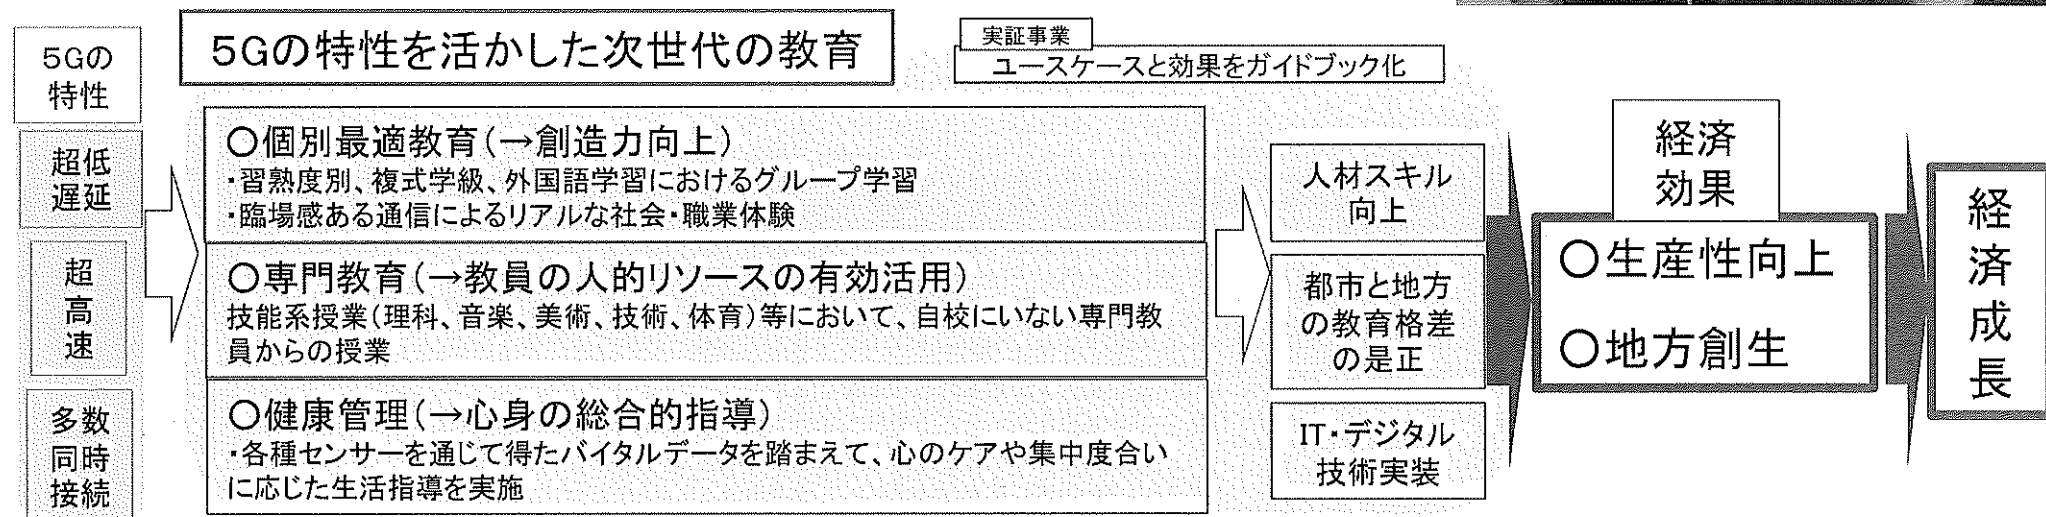 5Gの
特性
5Gの特性を活かした次世代の教育
実証事業
ユースケースと効果をガイドブック化
超低
遅延
超
高
速
多数
同時
接続
○個別最適教育(→創造力向上)
・習熟度別、複式学級、外国語学習におけるグループ学習
・臨場感ある通信によるリアルな社会・職業体験
○専門教育(→教員の人的リソースの有効活用)
技能系授業(理科、音楽、美術、技術、体育)等において、自校にいない専門教
員からの授業
○健康管理(→心身の総合的指導)
・各種センサーを通じて得たバイタルデータを踏まえて、心のケアや集中度合い
に応じた生活指導を実施
人材スキル
向上
都市と地方
の教育格差
の是正
IT・デジタル
技術実装
経済
効果
○生産性向上
○地方創生
経
済
成
長